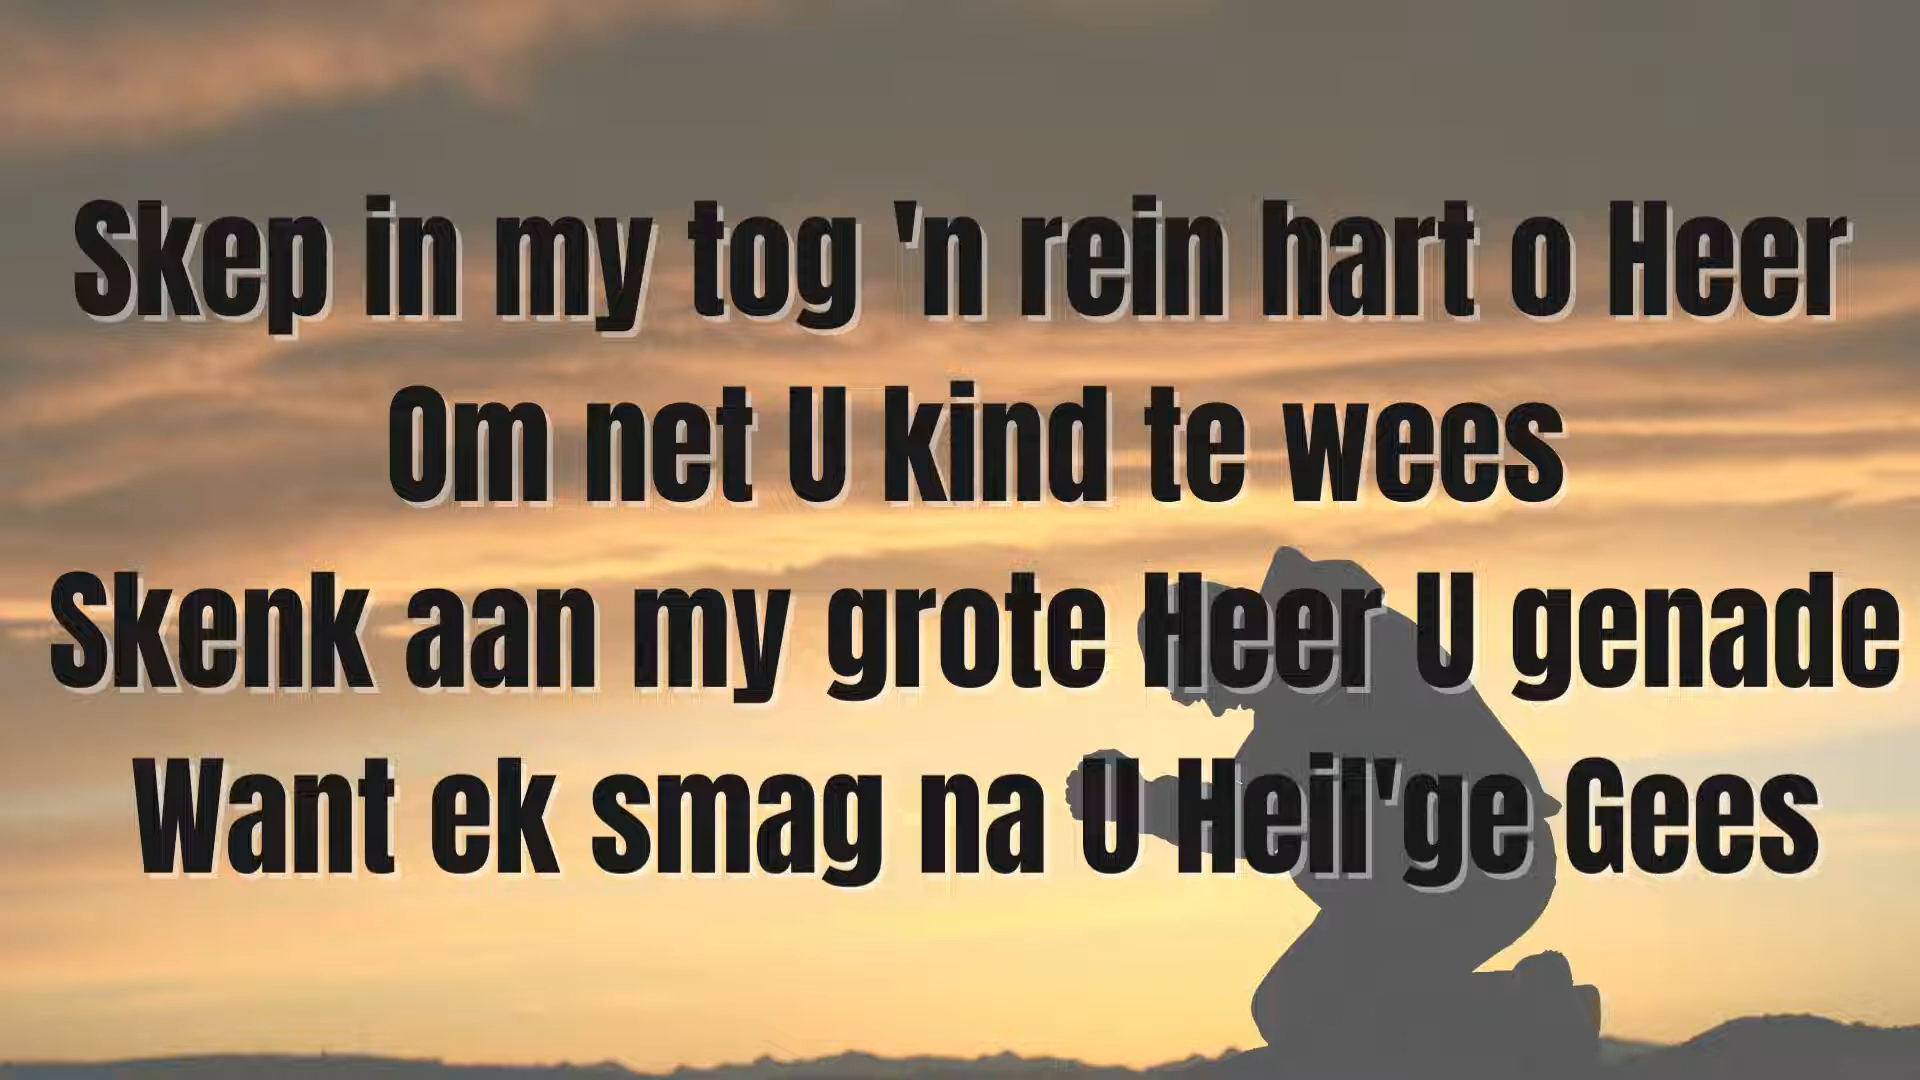 Skep in my tog 'n rein hart o Heer
Om net U kind te wees
Skenk aan my grote Heer U genade
Want ek smag na U Heil'ge Gees